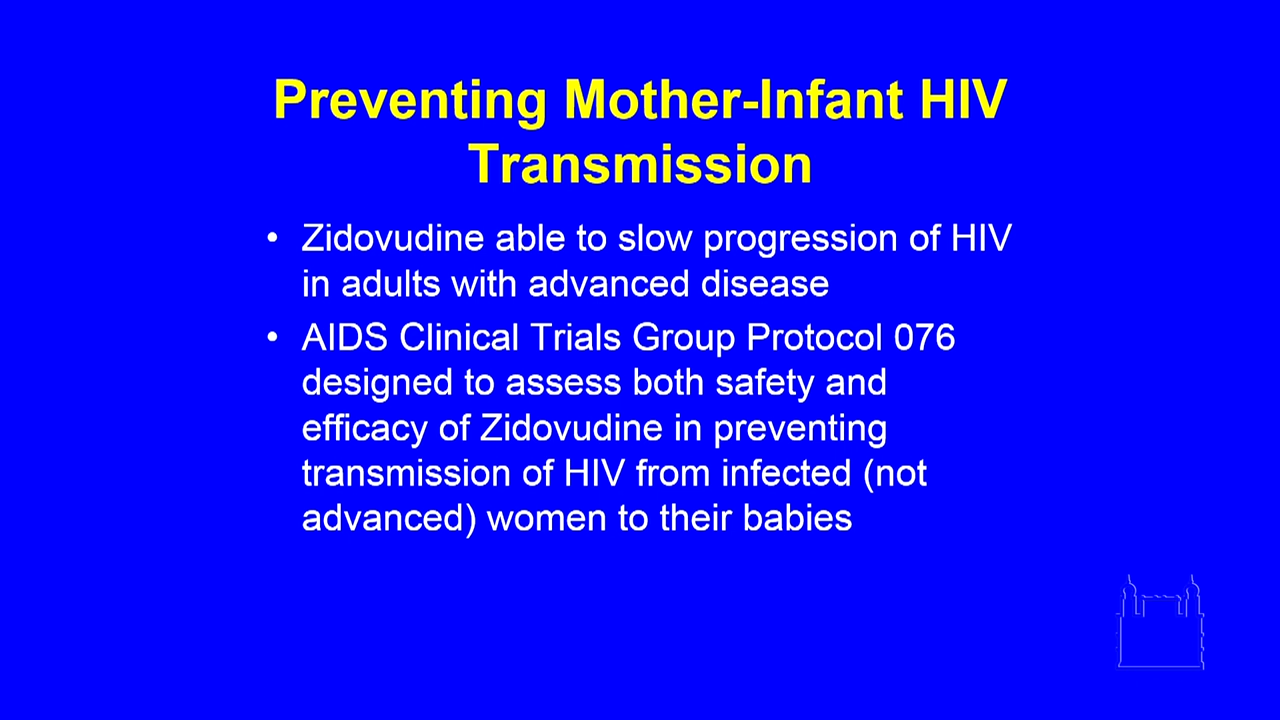 Preventing Mother-Infant HIV
Transmission
• Zidovudine able to slow progression of HIV
in adults with advanced disease
• AIDS Clinical Trials Group Protocol 076
designed to assess both safety and
efficacy of Zidovudine in preventing
transmission of HIV from infected (not
advanced) women to their babies